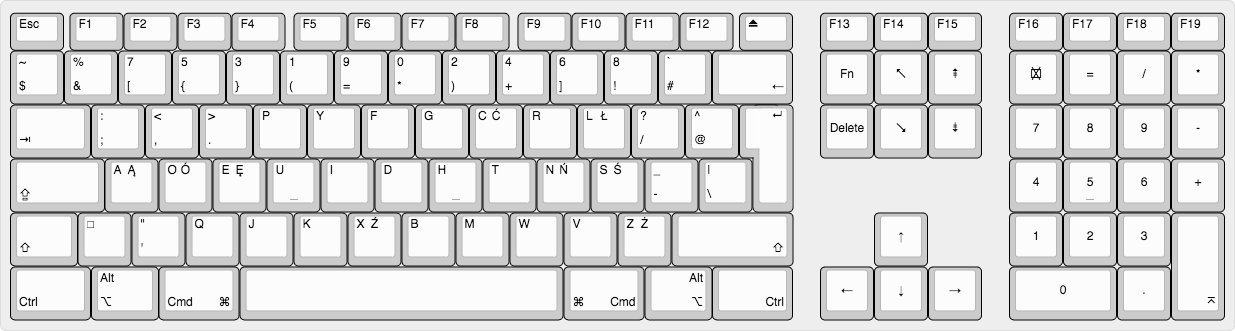 Esc F1 F2 F3 F4 F5 F6 F7 F8 F9 F10 F11 F12 ⏏ F13 F14 F15 F16 F17 F18 F19
~ % 7 5 3 1 9 0 2 4 6 8 `
$ & [ { } ( = * ) + ] ! # ←
Fn ↖ ⇞ = / *
: < > P Y F G C Ć R L Ł ? ^ ↵
⇥ ; , . / @
Delete ↘ ⇟ 7 8 9 -
A Ą O Ó E Ę U I D H T N Ń S Ś _ |
⇪ _ _ - \
4 5 6 +
_
□ " Q J K X Ź B M W V Z Ż
⇧ ' ⇧
↑ 1 2 3
Alt Alt
Ctrl ⌥ Cmd ⌘ ⌘ Cmd ⌥ Ctrl
← ↓ → 0 . ⌅